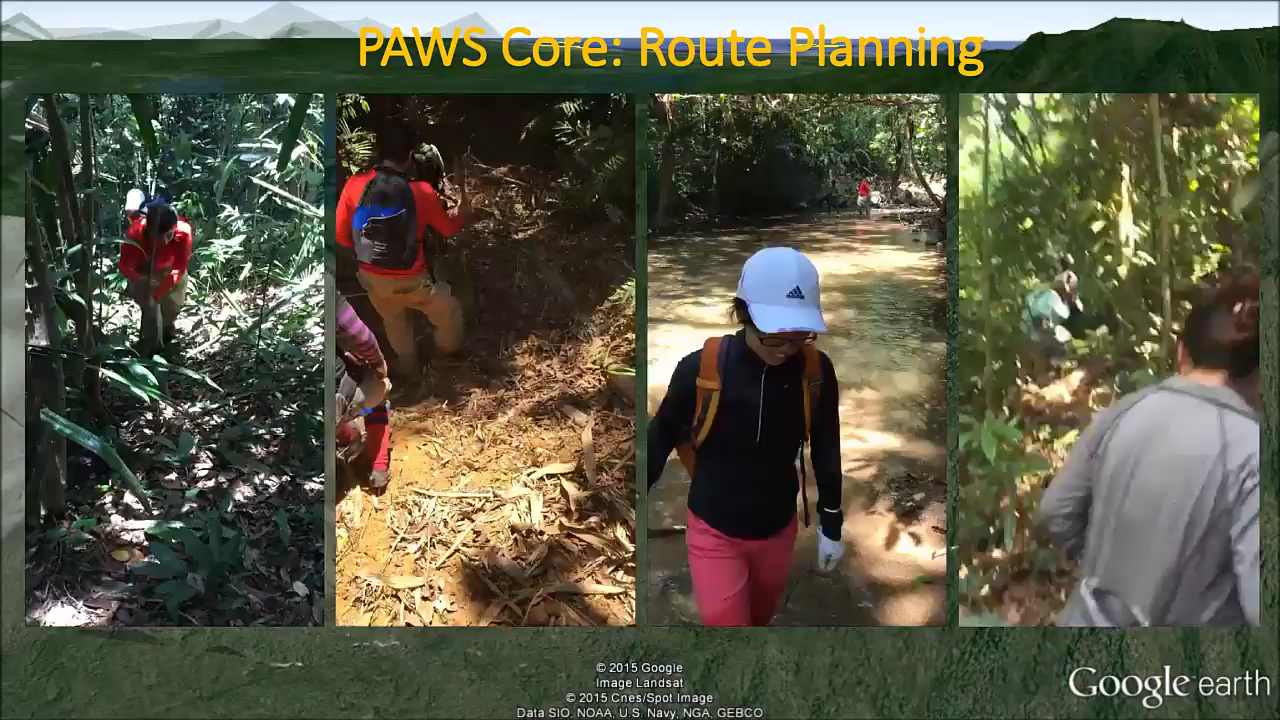 PAWS Core: Route Planning
© 2015 Google
Image Landsat
© 2015 Cnes/Spot Image
Data SIO, NOAA, U.S. Navy, NGA, GEBCO
Google earth